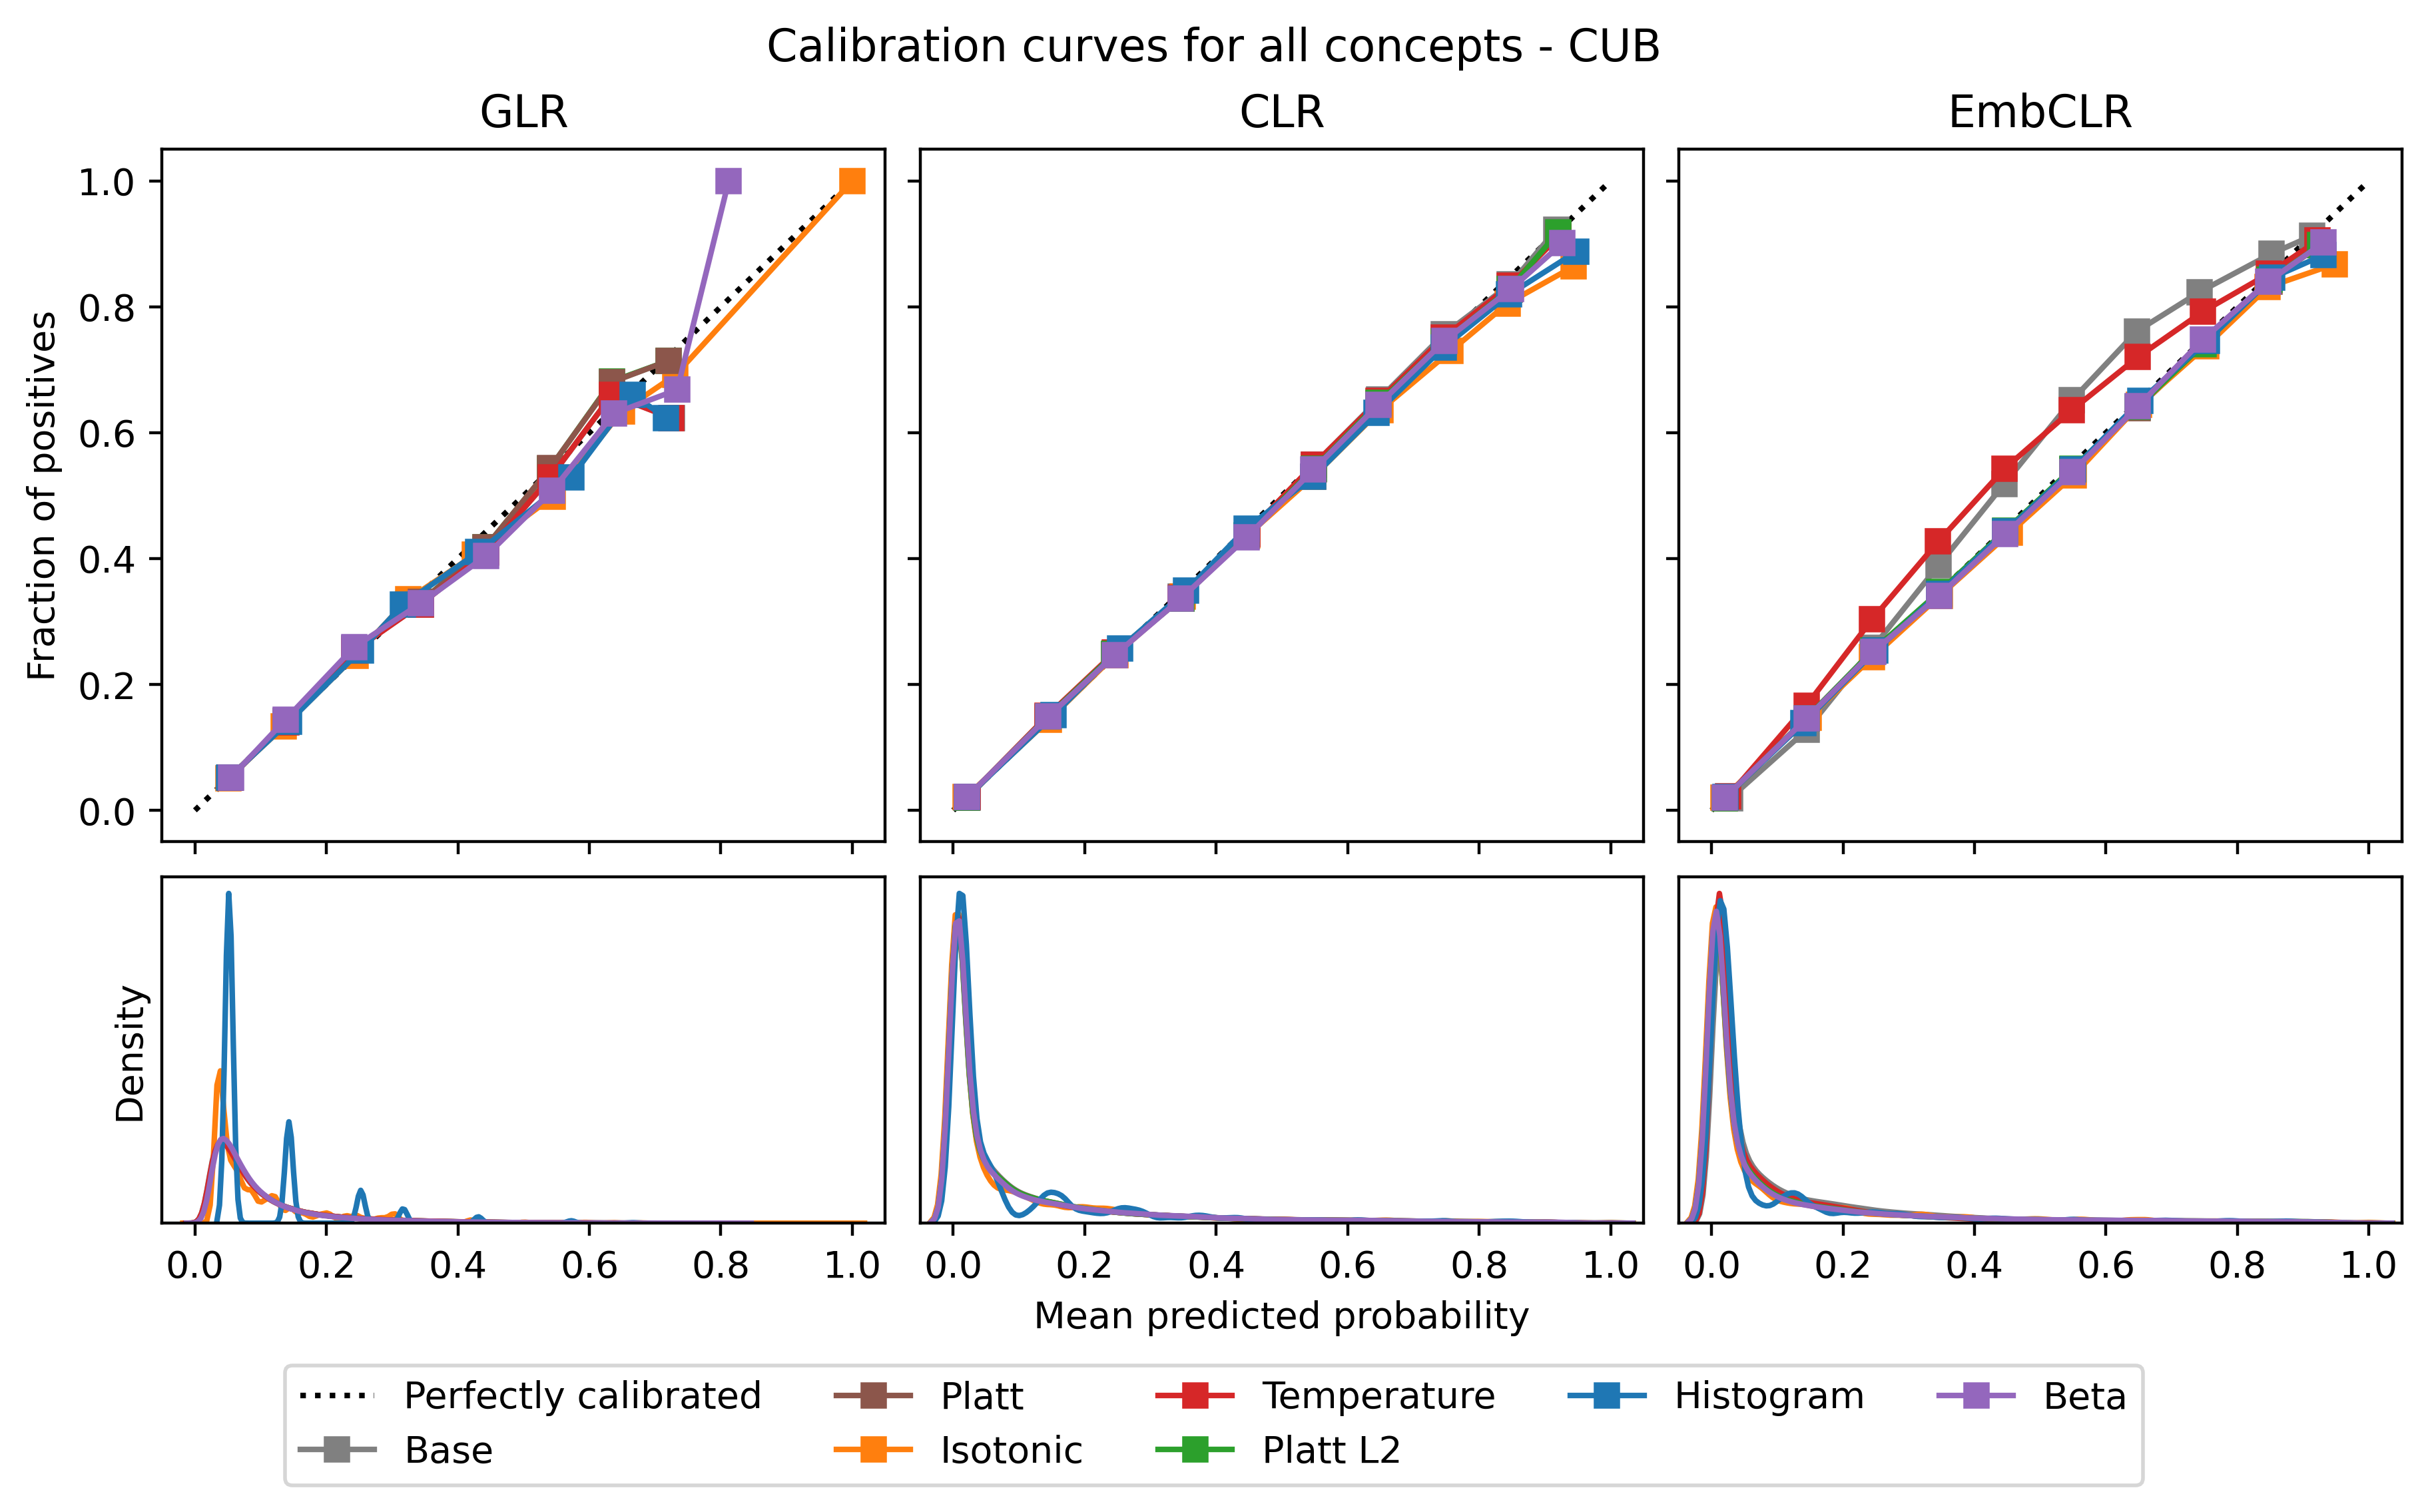 Calibration curves for all concepts - CUB
GLR
CLR
EmbCLR
Fraction of positives
1.0
0.8
0.6
0.4
0.2
0.0
Density
0.0 0.2 0.4 0.6 0.8 1.0
0.0 0.2 0.4 0.6 0.8 1.0
0.0 0.2 0.4 0.6 0.8 1.0
Mean predicted probability
Perfectly calibrated
Base
Platt
Isotonic
Temperature
Platt L2
Histogram
Beta